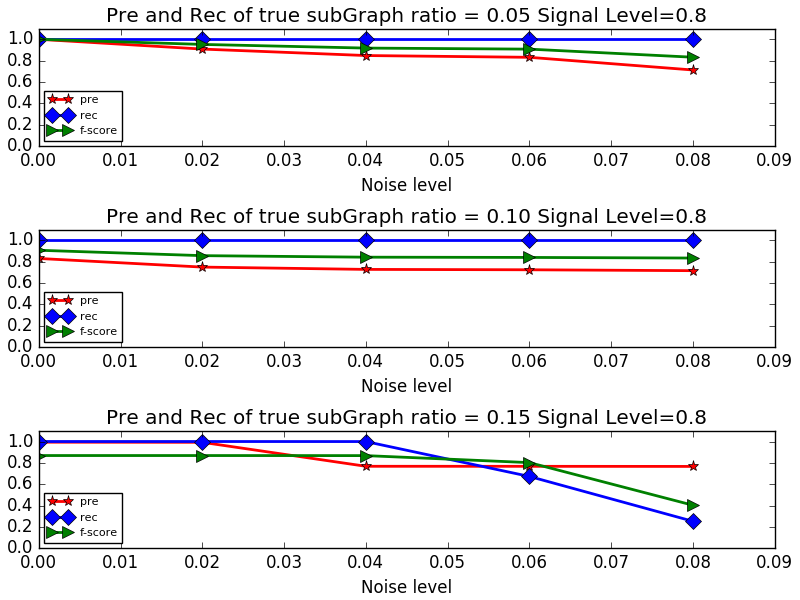 Pre and Rec of true subGraph ratio = 0.05 Signal Level=0.8
1.0
0.8
0.6
0.4
0.2
0.0
pre
rec
f-score
0.00 0.01 0.02 0.03 0.04 0.05 0.06 0.07 0.08 0.09
Noise level
Pre and Rec of true subGraph ratio = 0.10 Signal Level=0.8
1.0
0.8
0.6
0.4
0.2
0.0
pre
rec
f-score
0.00 0.01 0.02 0.03 0.04 0.05 0.06 0.07 0.08 0.09
Noise level
Pre and Rec of true subGraph ratio = 0.15 Signal Level=0.8
1.0
0.8
0.6
0.4
0.2
0.0
pre
rec
f-score
0.00 0.01 0.02 0.03 0.04 0.05 0.06 0.07 0.08 0.09
Noise level